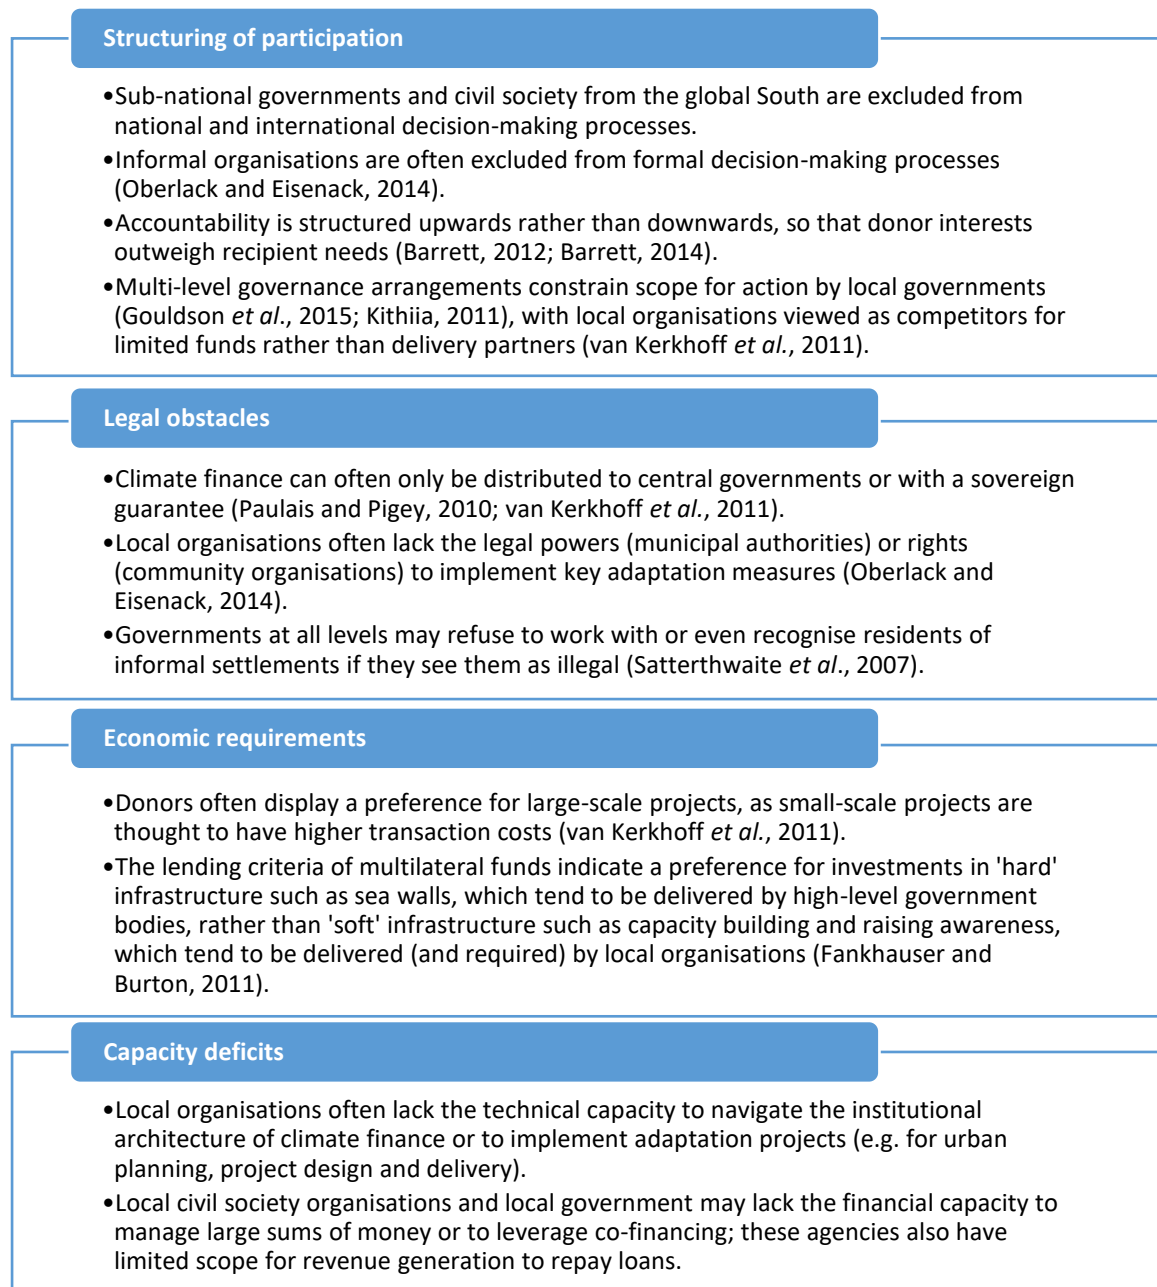 Structuring of participation
•Sub-national governments and civil society from the global South are excluded from
national and international decision-making processes.
•Informal organisations are often excluded from formal decision-making processes
(Oberlack and Eisenack, 2014).
•Accountability is structured upwards rather than downwards, so that donor interests
outweigh recipient needs (Barrett, 2012; Barrett, 2014).
•Multi-level governance arrangements constrain scope for action by local governments
(Gouldson et al., 2015; Kithiia, 2011), with local organisations viewed as competitors for
limited funds rather than delivery partners (van Kerkhoff et al., 2011).
Legal obstacles
•Climate finance can often only be distributed to central governments or with a sovereign
guarantee (Paulais and Pigey, 2010; van Kerkhoff et al., 2011).
•Local organisations often lack the legal powers (municipal authorities) or rights
(community organisations) to implement key adaptation measures (Oberlack and
Eisenack, 2014).
•Governments at all levels may refuse to work with or even recognise residents of
informal settlements if they see them as illegal (Satterthwaite et al., 2007).
Economic requirements
•Donors often display a preference for large-scale projects, as small-scale projects are
thought to have higher transaction costs (van Kerkhoff et al., 2011).
•The lending criteria of multilateral funds indicate a preference for investments in 'hard'
infrastructure such as sea walls, which tend to be delivered by high-level government
bodies, rather than 'soft' infrastructure such as capacity building and raising awareness,
which tend to be delivered (and required) by local organisations (Fankhauser and
Burton, 2011).
Capacity deficits
•Local organisations often lack the technical capacity to navigate the institutional
architecture of climate finance or to implement adaptation projects (e.g. for urban
planning, project design and delivery).
•Local civil society organisations and local government may lack the financial capacity to
manage large sums of money or to leverage co-financing; these agencies also have
limited scope for revenue generation to repay loans.